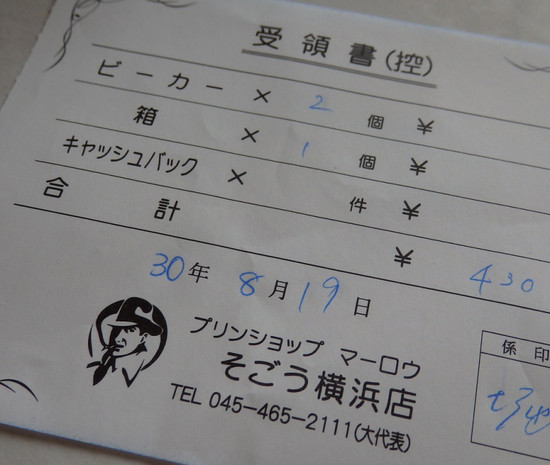 受領書(控)
ビーカー × 2 個 ¥
箱 × 1 個 ¥
キャッシュバック × 件 ¥
合計 ¥ 430
30年 8月 19日
係印
プリンショップ マーロウ
そごう横浜店
TEL 045-465-2111(大代表)